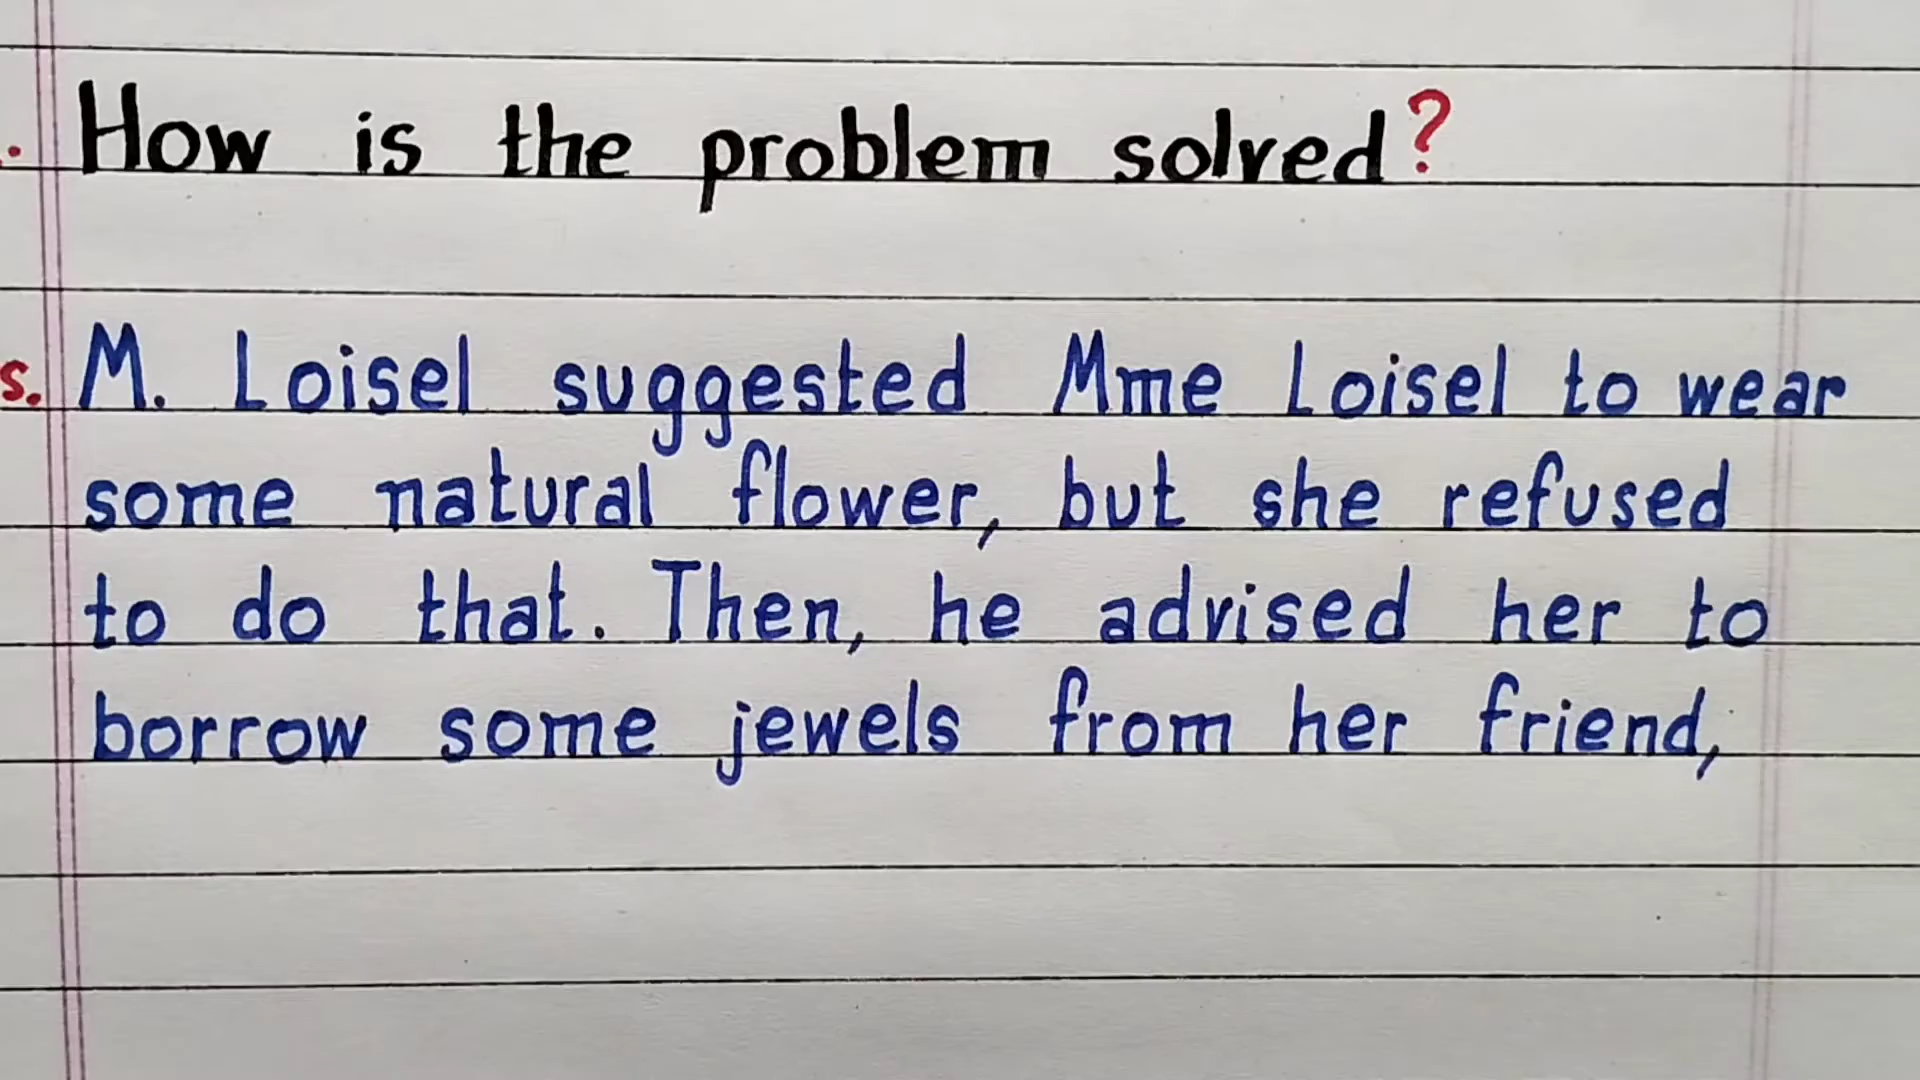 . How is the problem solved?
s. M. Loisel suggested Mme Loisel to wear
some natural flower, but she refused
to do that. Then, he advised her to
borrow some jewels from her friend,